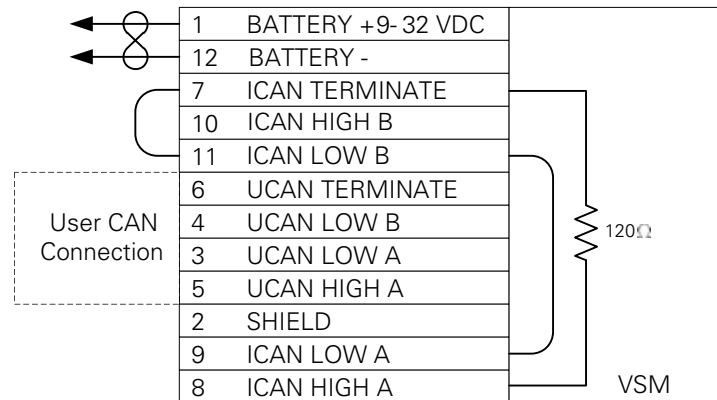 1 BATTERY +9-32 VDC
12 BATTERY -
7 ICAN TERMINATE
10 ICAN HIGH B
11 ICAN LOW B
6 UCAN TERMINATE
User CAN
Connection
4 UCAN LOW B
3 UCAN LOW A
5 UCAN HIGH A
2 SHIELD
9 ICAN LOW A
8 ICAN HIGH A
120Ω
VSM